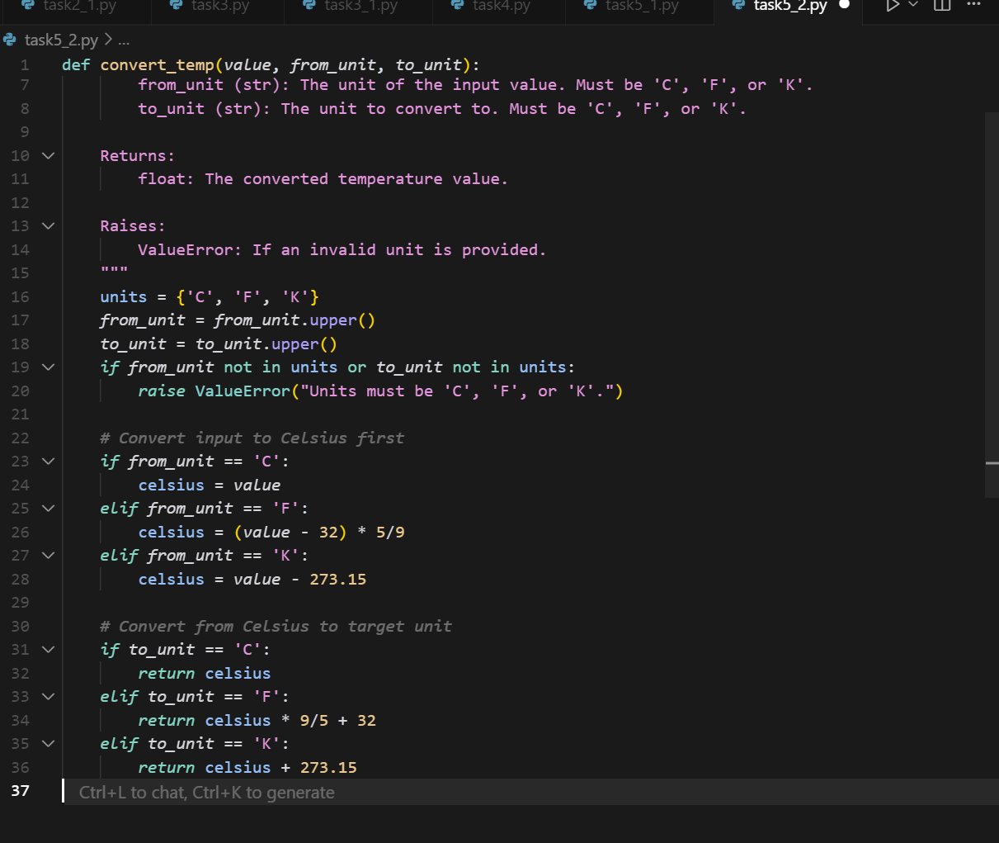 task2_1.py task3.py task3_1.py task4.py task5_1.py task5_2.py
task5_2.py > ...
1 def convert_temp(value, from_unit, to_unit):
7 from_unit (str): The unit of the input value. Must be 'C', 'F', or 'K'.
8 to_unit (str): The unit to convert to. Must be 'C', 'F', or 'K'.
9
10 Returns:
11 float: The converted temperature value.
12
13 Raises:
14 ValueError: If an invalid unit is provided.
15 """
16 units = {'C', 'F', 'K'}
17 from_unit = from_unit.upper()
18 to_unit = to_unit.upper()
19 if from_unit not in units or to_unit not in units:
20 raise ValueError("Units must be 'C', 'F', or 'K'.")
21
22 # Convert input to Celsius first
23 if from_unit == 'C':
24 celsius = value
25 elif from_unit == 'F':
26 celsius = (value - 32) * 5/9
27 elif from_unit == 'K':
28 celsius = value - 273.15
29
30 # Convert from Celsius to target unit
31 if to_unit == 'C':
32 return celsius
33 elif to_unit == 'F':
34 return celsius * 9/5 + 32
35 elif to_unit == 'K':
36 return celsius + 273.15
37 Ctrl+L to chat, Ctrl+K to generate